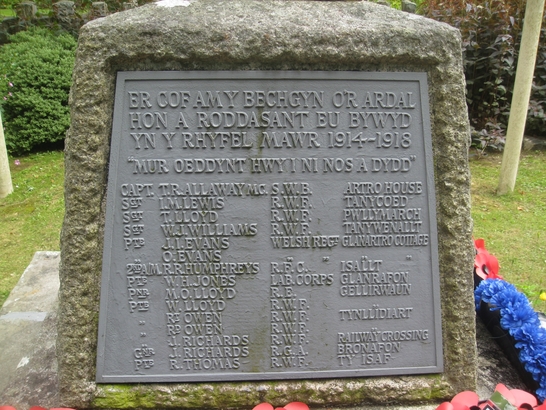 ER COF AM Y BECHGYN O'R ARDAL
HON A RODDASANT EU BYWYD
YN Y RHYFEL MAWR 1914-1918
"MUR OEDDYNT HWY I NI NOS A DYDD"
CAPT. T.R. ALLAWAY M.C. S.W.B. ARTRO HOUSE
SGT I.M. LEWIS R.W.F. TANYCOED
SGT T. LLOYD R.W.F. PWLLYMARCH
SGT W.J. WILLIAMS R.W.F. TANYWENALLT
PTE J.J. EVANS WELSH REGT GLANARTRO COTTAGE
" O. EVANS
2ND A.M. R.R. HUMPHREYS R.F.C. ISALLT
PTE W.H. JONES LAB. CORPS GLANRAFON
PNR M.O. LLOYD R.E. GELLIRWAUN
PTE W. LLOYD R.W.F.
" RT OWEN R.W.F. TYNLLIDIART
" RD OWEN R.W.F.
" J. RICHARDS R.W.F. RAILWAY CROSSING
GNR J. RICHARDS R.G.A. BRONAFON
PTE R. THOMAS R.W.F. TY ISAF